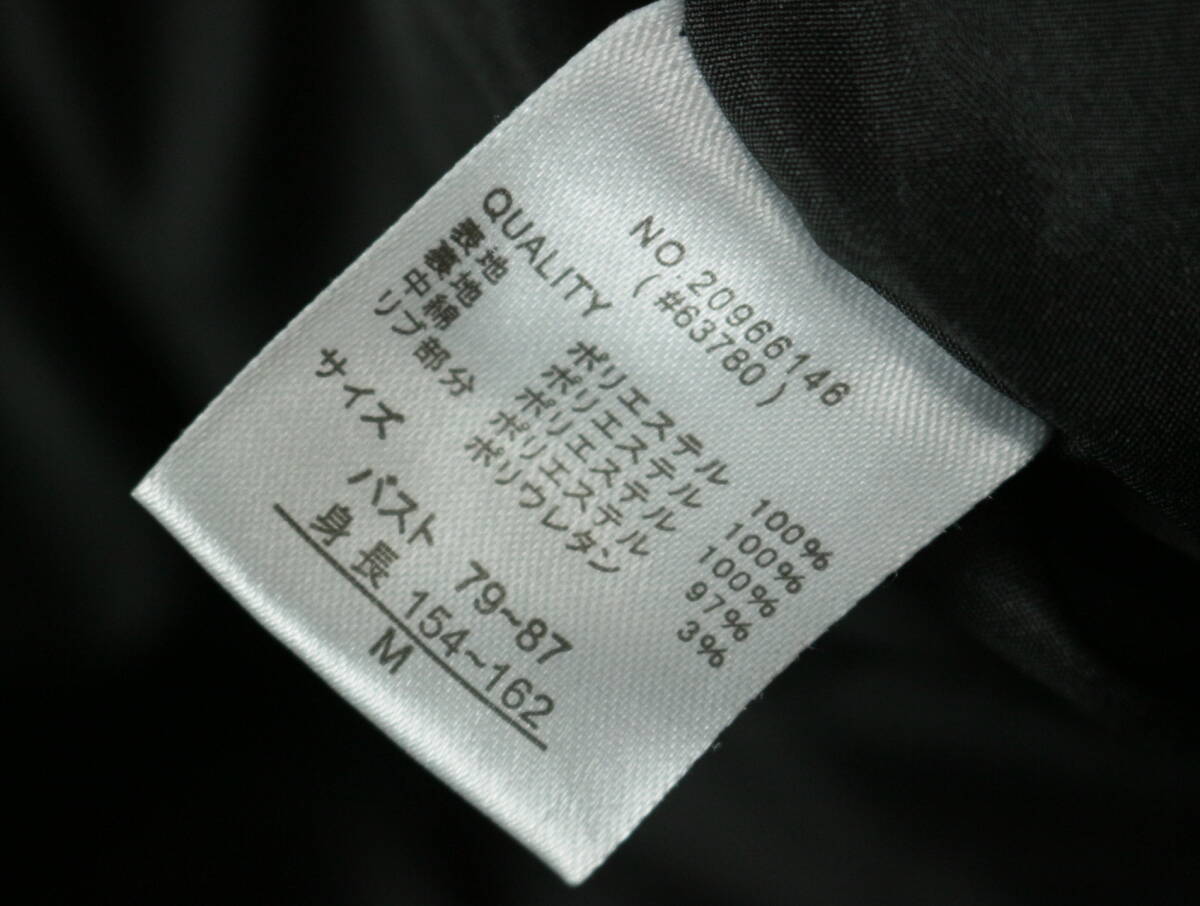 NO.20966146
(#63780)
QUALITY
表地 ポリエステル 100%
裏地 ポリエステル 100%
中綿 ポリエステル 100%
リブ部分 ポリエステル 97%
ポリウレタン 3%
サイズ
バスト 79~87
身長 154~162
M